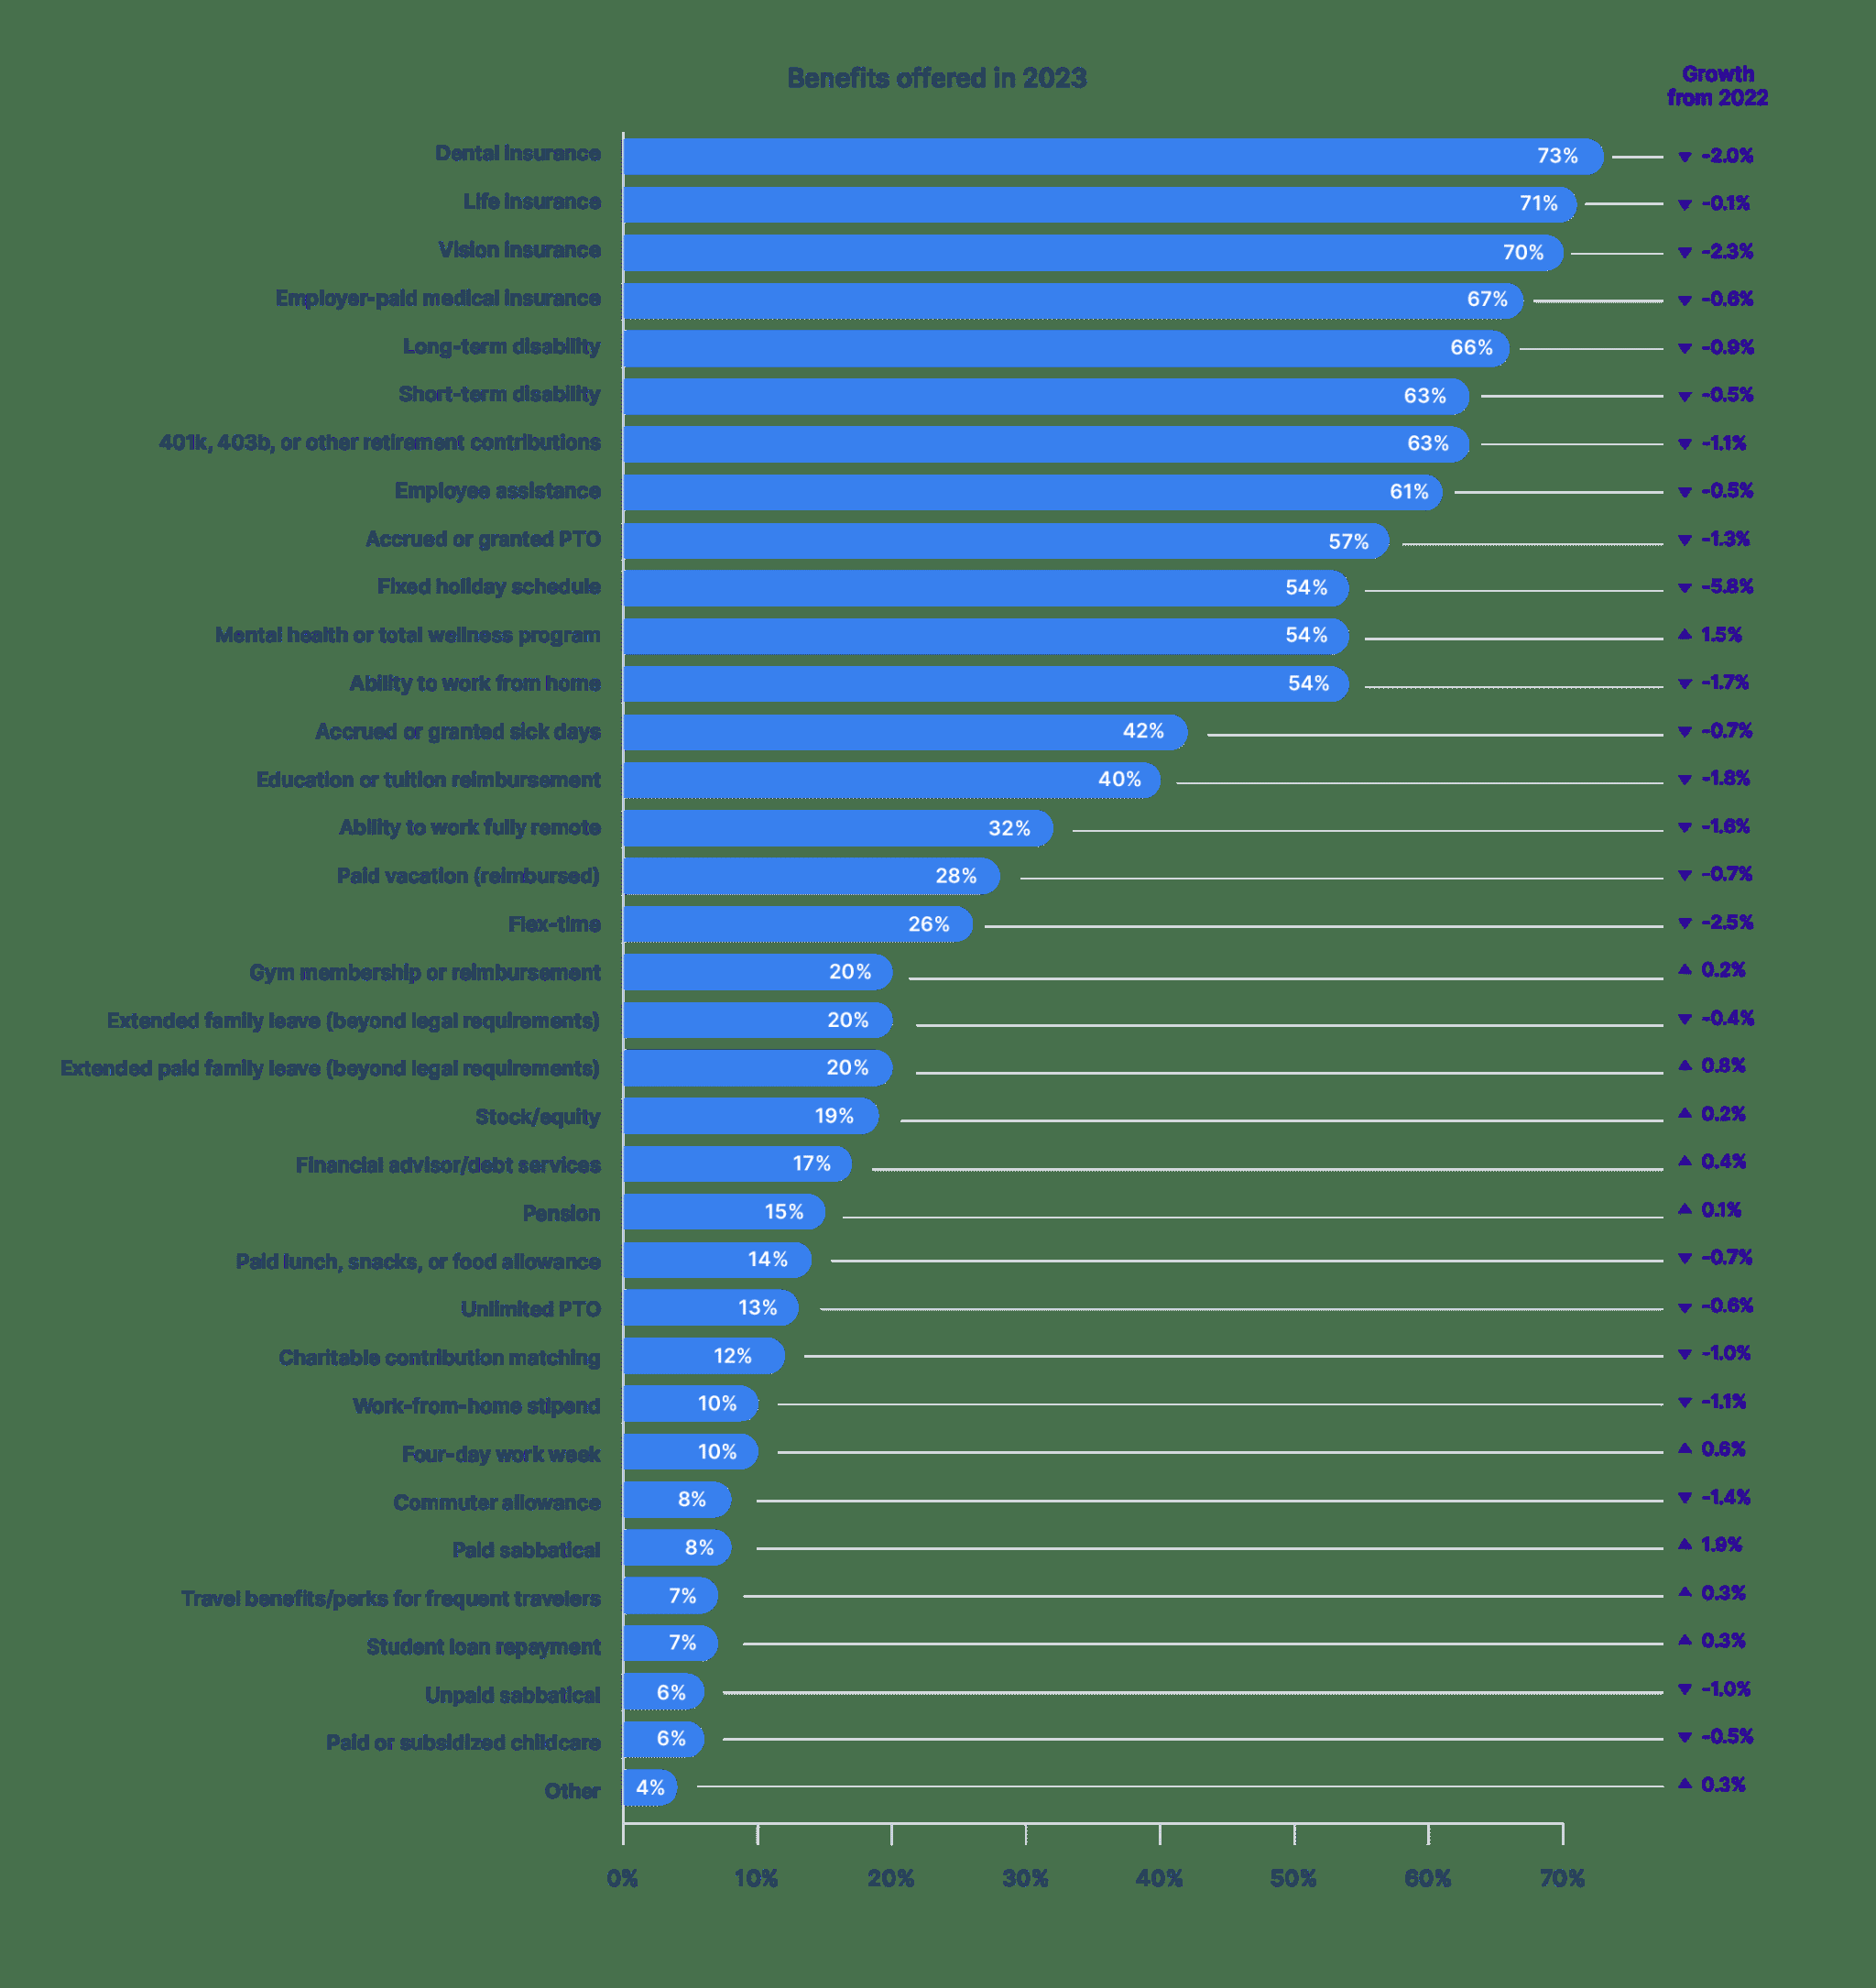 Benefits offered in 2023
Growth
from 2022
Dental insurance 73% ▼ -2.0%
Life insurance 71% ▼ -0.1%
Vision insurance 70% ▼ -2.3%
Employer-paid medical insurance 67% ▼ -0.6%
Long-term disability 66% ▼ -0.9%
Short-term disability 63% ▼ -0.5%
401k, 403b, or other retirement contributions 63% ▼ -1.1%
Employee assistance 61% ▼ -0.5%
Accrued or granted PTO 57% ▼ -1.3%
Fixed holiday schedule 54% ▼ -5.8%
Mental health or total wellness program 54% ▲ 1.5%
Ability to work from home 54% ▼ -1.7%
Accrued or granted sick days 42% ▼ -0.7%
Education or tuition reimbursement 40% ▼ -1.8%
Ability to work fully remote 32% ▼ -1.6%
Paid vacation (reimbursed) 28% ▼ -0.7%
Flex-time 26% ▼ -2.5%
Gym membership or reimbursement 20% ▲ 0.2%
Extended family leave (beyond legal requirements) 20% ▼ -0.4%
Extended paid family leave (beyond legal requirements) 20% ▲ 0.8%
Stock/equity 19% ▲ 0.2%
Financial advisor/debt services 17% ▲ 0.4%
Pension 15% ▲ 0.1%
Paid lunch, snacks, or food allowance 14% ▼ -0.7%
Unlimited PTO 13% ▼ -0.6%
Charitable contribution matching 12% ▼ -1.0%
Work-from-home stipend 10% ▼ -1.1%
Four-day work week 10% ▲ 0.6%
Commuter allowance 8% ▼ -1.4%
Paid sabbatical 8% ▲ 1.9%
Travel benefits/perks for frequent travelers 7% ▲ 0.3%
Student loan repayment 7% ▲ 0.3%
Unpaid sabbatical 6% ▼ -1.0%
Paid or subsidized childcare 6% ▼ -0.5%
Other 4% ▲ 0.3%
0% 10% 20% 30% 40% 50% 60% 70%